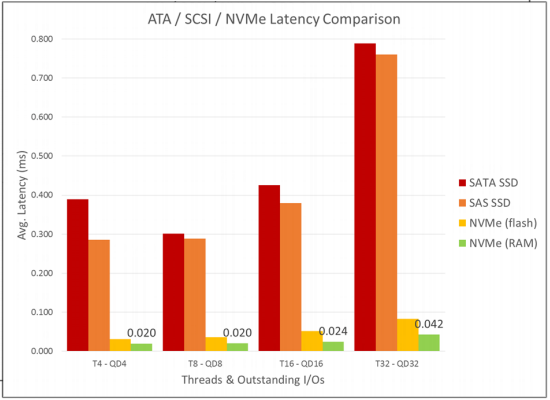 ATA / SCSI / NVMe Latency Comparison
0.800
0.700
0.600
0.500
0.400
0.300
0.200
0.100
0.000
Avg. Latency (ms)
0.020
0.020
0.024
0.042
T4 - QD4
T8 - QD8
T16 - QD16
T32 - QD32
Threads & Outstanding I/Os
SATA SSD
SAS SSD
NVMe (flash)
NVMe (RAM)